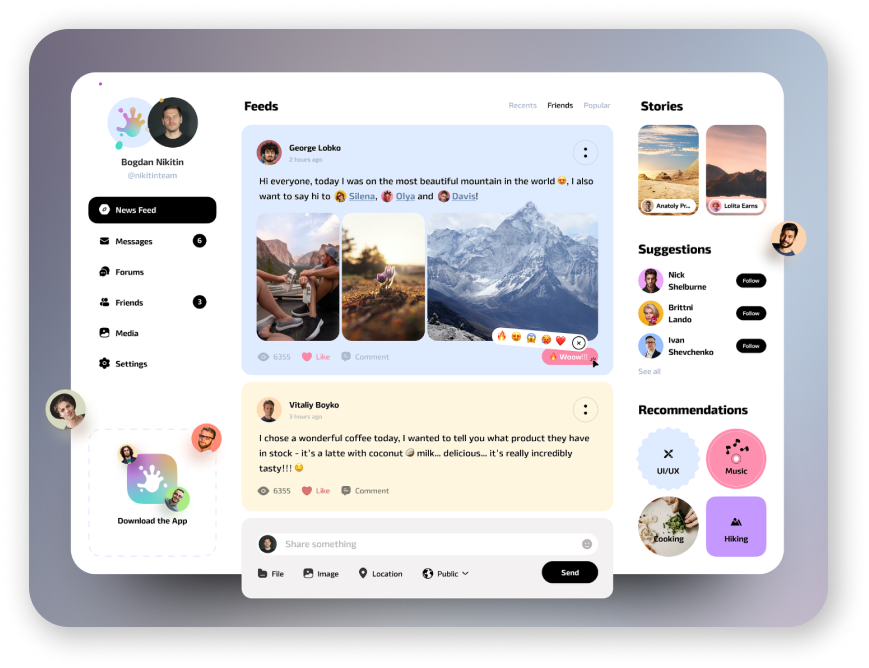 Bogdan Nikitin
@nikitinteam
News Feed
Messages 6
Forums
Friends 3
Media
Settings
Download the App
Feeds
Recents Friends Popular
George Lobko
2 hours ago
Hi everyone, today I was on the most beautiful mountain in the world 😍, I also
want to say hi to Silena, Olya and Davis!
6355 Like Comment
🔥 Woow!!!
Vitaliy Boyko
3 hours ago
I chose a wonderful coffee today, I wanted to tell you what product they have
in stock - it's a latte with coconut 🥥 milk... delicious... it's really incredibly
tasty!!! 😋
6355 Like Comment
Share something
File Image Location Public Send
Stories
Anatoly Pr... Lolita Earns
Suggestions
Nick
Shelburne
Follow
Brittni
Lando
Follow
Ivan
Shevchenko
Follow
See all
Recommendations
UI/UX Music
Cooking Hiking